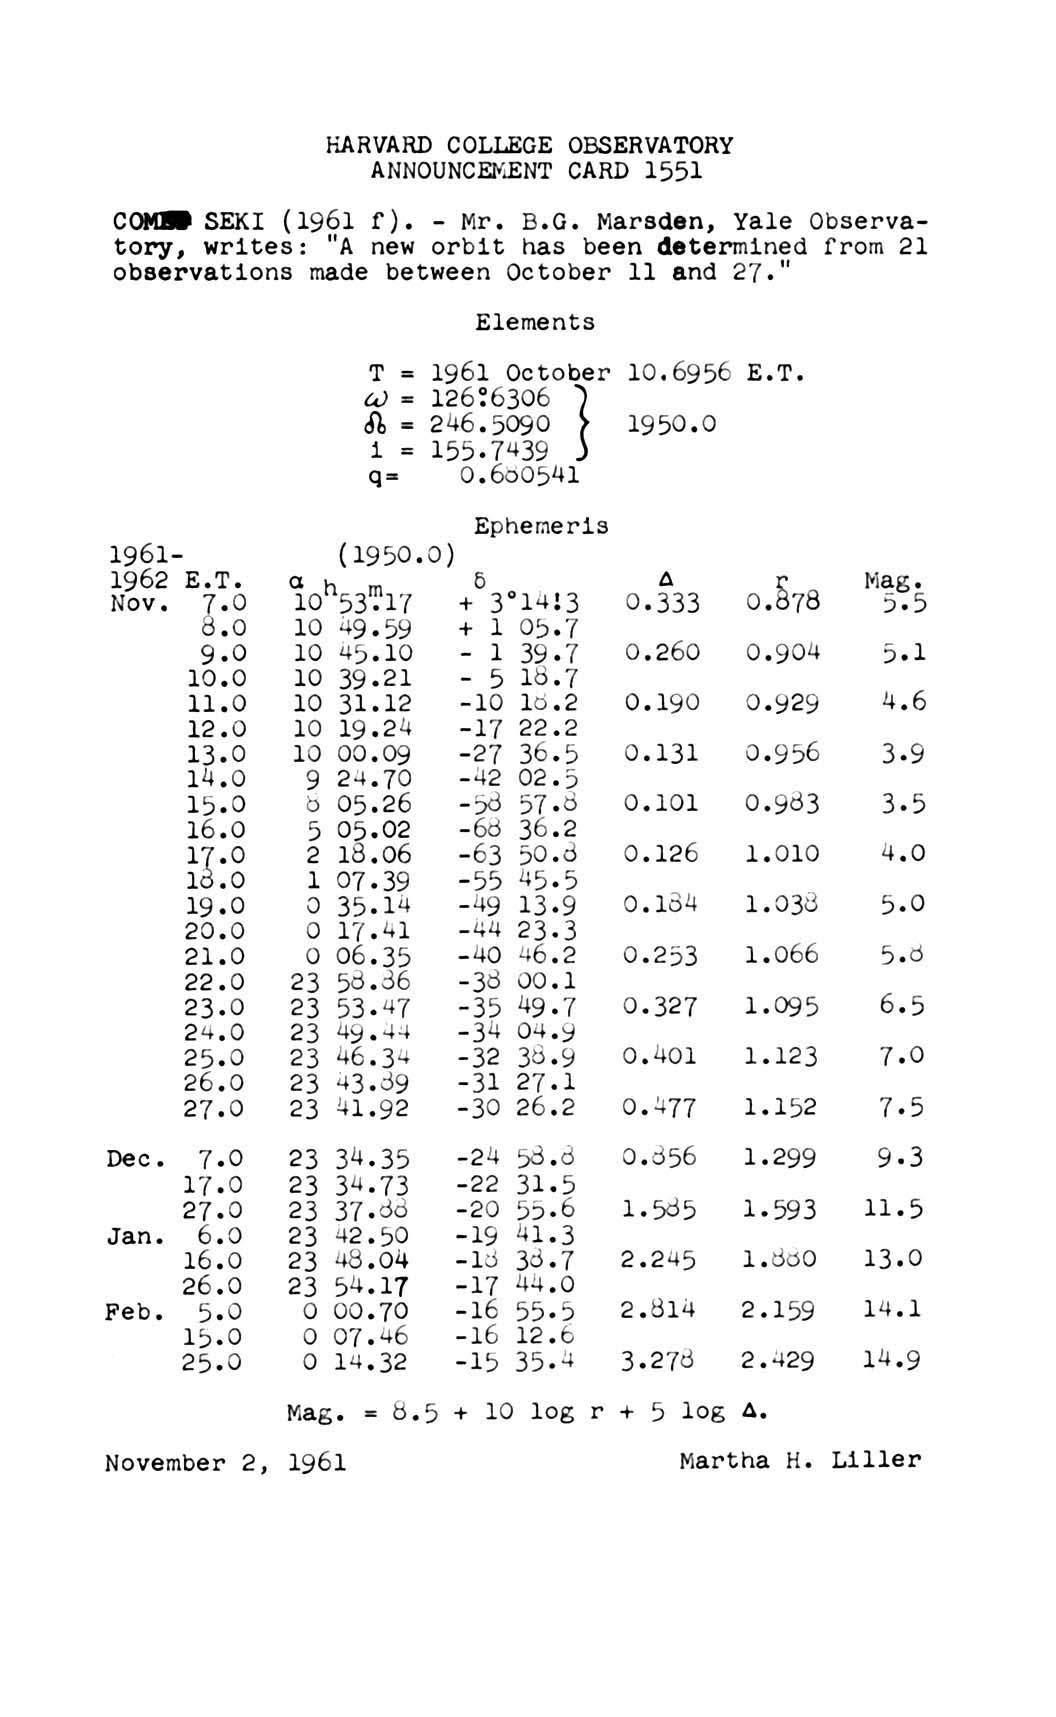 HARVARD COLLEGE OBSERVATORY
ANNOUNCEMENT CARD 1551
COMET SEKI (1961 f). - Mr. B.G. Marsden, Yale Observa-
tory, writes: "A new orbit has been determined from 21
observations made between October 11 and 27."
Elements
T = 1961 October 10.6956 E.T.
ω = 126°.6306
☊ = 246.5090 } 1950.0
i = 155.7439
q= 0.680541
Ephemeris
1961- (1950.0)
1962 E.T. α δ Δ r Mag.
Nov. 7.0 10h53m.17 + 3°14'.3 0.333 0.878 5.5
8.0 10 49.59 + 1 05.7
9.0 10 45.10 - 1 39.7 0.260 0.904 5.1
10.0 10 39.21 - 5 18.7
11.0 10 31.12 -10 18.2 0.190 0.929 4.6
12.0 10 19.24 -17 22.2
13.0 10 00.09 -27 36.5 0.131 0.956 3.9
14.0 9 24.70 -42 02.5
15.0 8 05.26 -58 57.8 0.101 0.983 3.5
16.0 5 05.02 -68 36.2
17.0 2 18.06 -63 50.8 0.126 1.010 4.0
18.0 1 07.39 -55 45.5
19.0 0 35.14 -49 13.9 0.184 1.038 5.0
20.0 0 17.41 -44 23.3
21.0 0 06.35 -40 46.2 0.253 1.066 5.8
22.0 23 58.86 -38 00.1
23.0 23 53.47 -35 49.7 0.327 1.095 6.5
24.0 23 49.44 -34 04.9
25.0 23 46.34 -32 38.9 0.401 1.123 7.0
26.0 23 43.89 -31 27.1
27.0 23 41.92 -30 26.2 0.477 1.152 7.5
Dec. 7.0 23 34.35 -24 58.8 0.856 1.299 9.3
17.0 23 34.73 -22 31.5
27.0 23 37.88 -20 55.6 1.585 1.593 11.5
Jan. 6.0 23 42.50 -19 41.3
16.0 23 48.04 -18 38.7 2.245 1.880 13.0
26.0 23 54.17 -17 44.0
Feb. 5.0 0 00.70 -16 55.5 2.814 2.159 14.1
15.0 0 07.46 -16 12.6
25.0 0 14.32 -15 35.4 3.278 2.429 14.9
Mag. = 8.5 + 10 log r + 5 log Δ.
November 2, 1961 Martha H. Liller